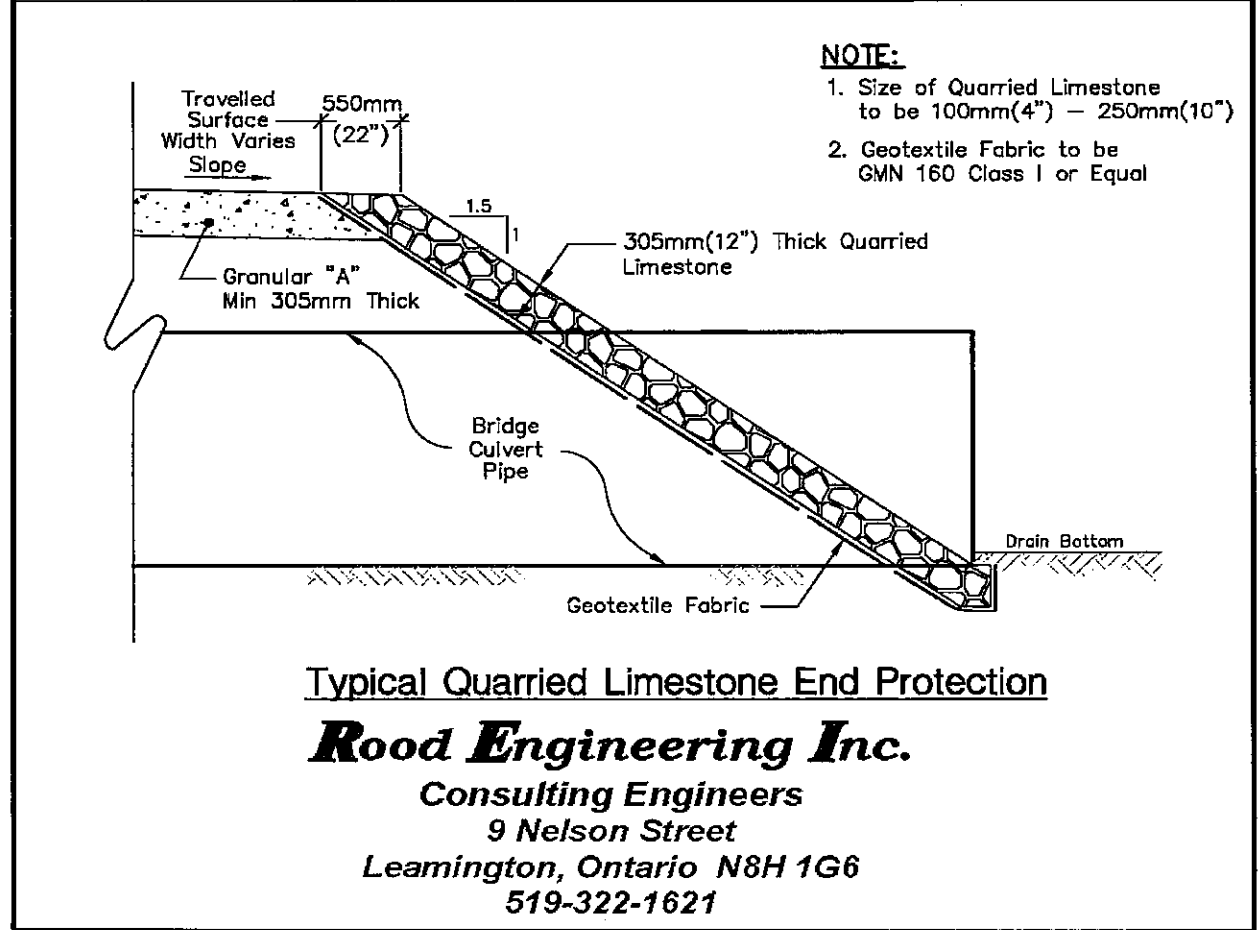 NOTE:
1. Size of Quarried Limestone
to be 100mm(4") – 250mm(10")
2. Geotextile Fabric to be
GMN 160 Class I or Equal
Travelled
Surface
Width Varies
Slope
550mm
(22")
1.5
1
305mm(12") Thick Quarried
Limestone
Granular "A"
Min 305mm Thick
Bridge
Culvert
Pipe
Drain Bottom
Geotextile Fabric
Typical Quarried Limestone End Protection
Rood Engineering Inc.
Consulting Engineers
9 Nelson Street
Leamington, Ontario N8H 1G6
519-322-1621